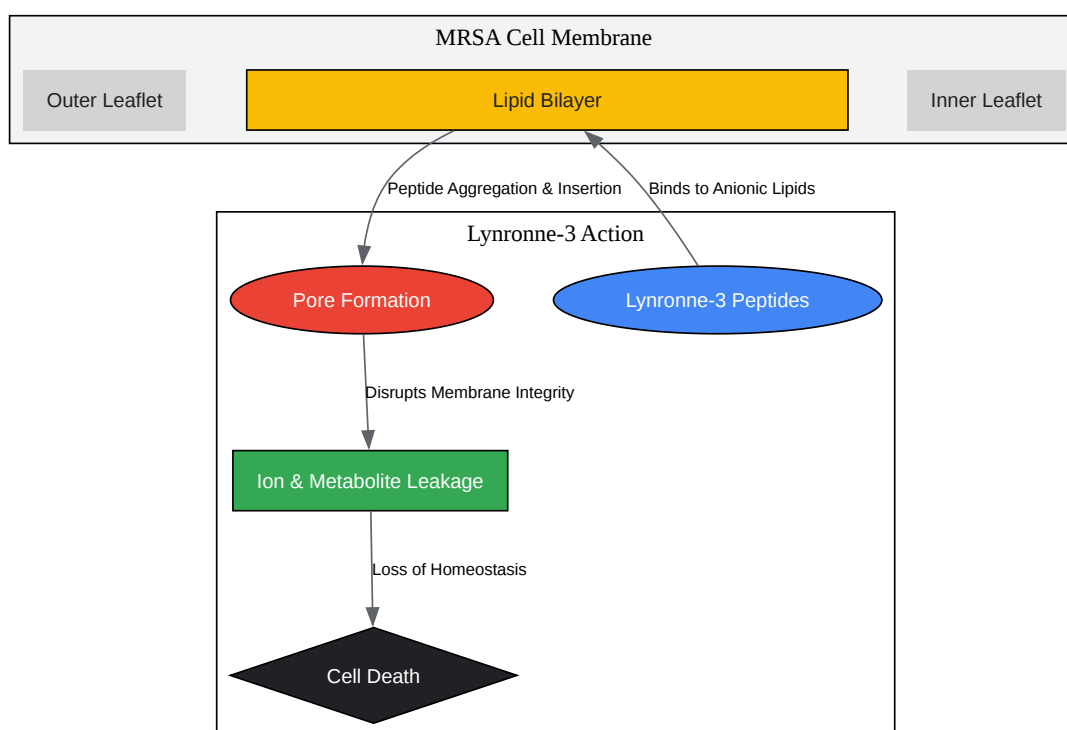 MRSA Cell Membrane
Outer Leaflet
Lipid Bilayer
Inner Leaflet
Peptide Aggregation & Insertion
Binds to Anionic Lipids
Lynronne-3 Action
Pore Formation
Lynronne-3 Peptides
Disrupts Membrane Integrity
Ion & Metabolite Leakage
Loss of Homeostasis
Cell Death